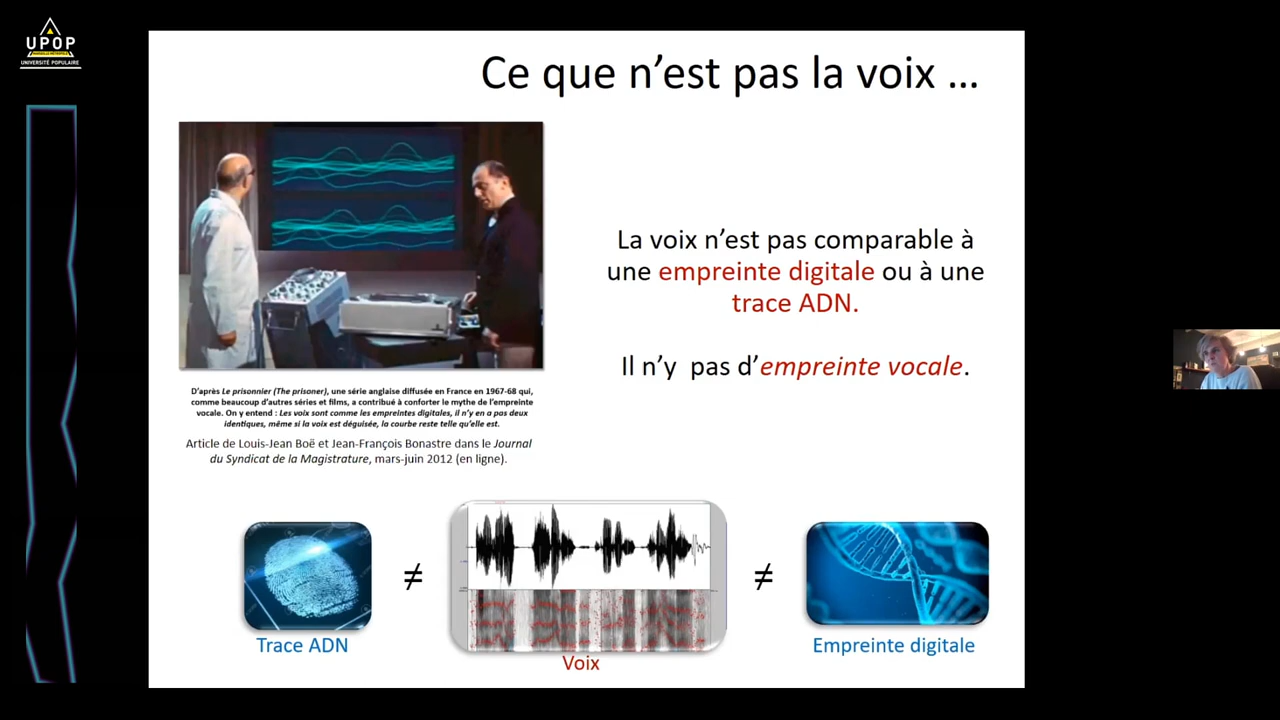 UPOP
UNIVERSITÉ POPULAIRE
Ce que n’est pas la voix …
La voix n’est pas comparable à
une empreinte digitale ou à une
trace ADN.
Il n’y pas d’empreinte vocale.
D’après Le prisonnier (The prisoner), une série anglaise diffusée en France en 1967-68 qui,
comme beaucoup d’autres séries et films, a contribué à conforter le mythe de l’empreinte
vocale. On y entend : Les voix sont comme les empreintes digitales, il n’y en a pas deux
identiques, même si la voix est déguisée, la courbe reste telle qu’elle est.
Article de Louis-Jean Boë et Jean-François Bonastre dans le Journal
du Syndicat de la Magistrature, mars-juin 2012 (en ligne).
≠
≠
Trace ADN
Voix
Empreinte digitale